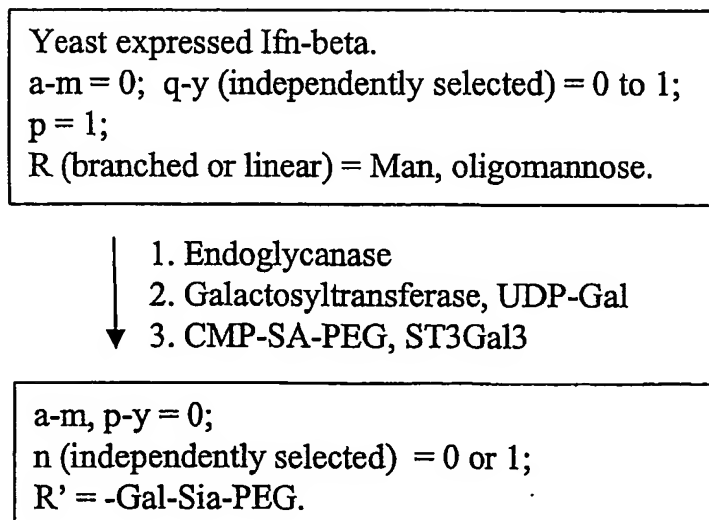 Yeast expressed Ifn-beta.
a-m = 0; q-y (independently selected) = 0 to 1;
p = 1;
R (branched or linear) = Man, oligomannose.
1. Endoglycanase
2. Galactosyltransferase, UDP-Gal
3. CMP-SA-PEG, ST3Gal3
a-m, p-y = 0;
n (independently selected) = 0 or 1;
R' = -Gal-Sia-PEG.